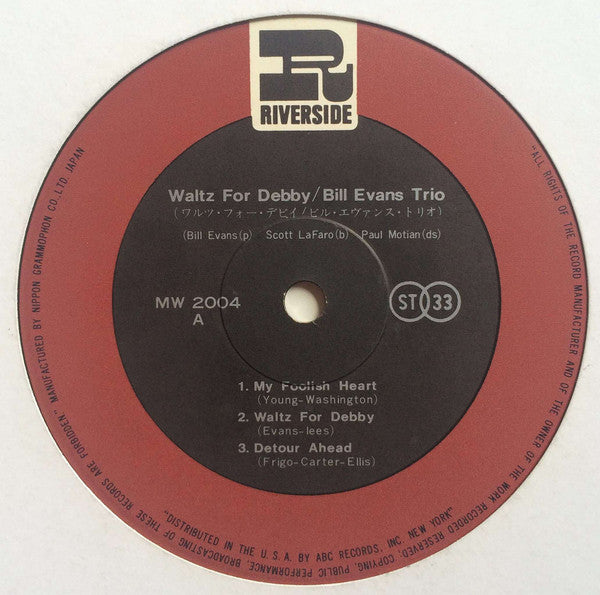 R
RIVERSIDE
Waltz For Debby/Bill Evans Trio
(ワルツ・フォー・デビイ/ビル・エヴァンス・トリオ)
(Bill Evans(p) Scott LaFaro(b) Paul Motian(ds)
MW 2004
A
ST 33
1. My Foolish Heart
(Young-Washington)
2. Waltz For Debby
(Evans-lees)
3. Detour Ahead
(Frigo-Carter-Ellis)
"ALL RIGHTS OF THE RECORD MANUFACTURER AND OF THE OWNER OF THE WORK RECORDED RESERVED. COPYING, PUBLIC PERFORMANCE, BROADCASTING OF THESE RECORDS ARE FORBIDDEN" MANUFACTURED BY NIPPON GRAMMOPHON CO. LTD. JAPAN
"DISTRIBUTED IN THE U.S.A. BY ABC RECORDS, INC. NEW YORK"